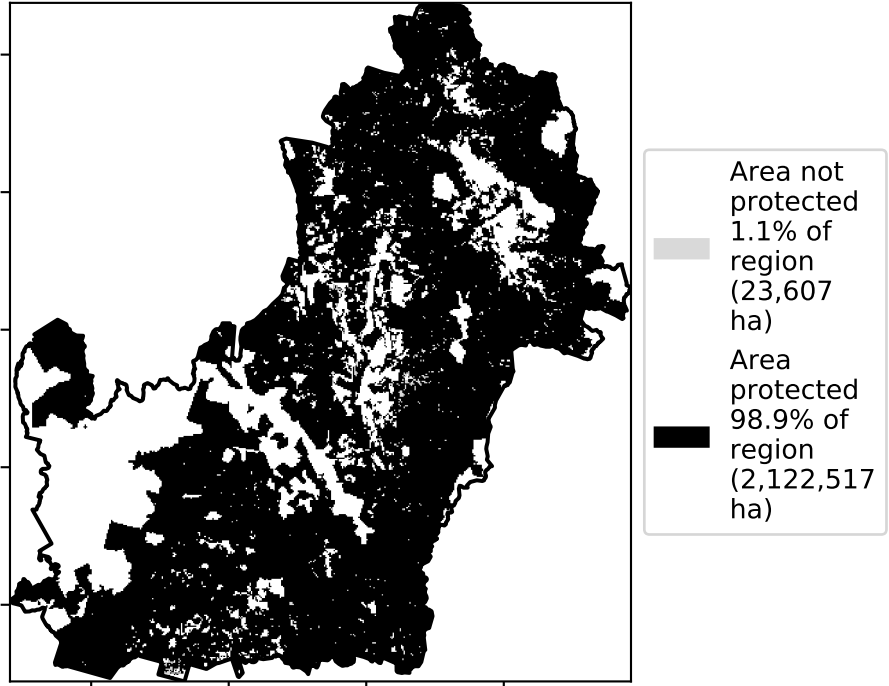 Area not
protected
1.1% of
region
(23,607
ha)
Area
protected
98.9% of
region
(2,122,517
ha)